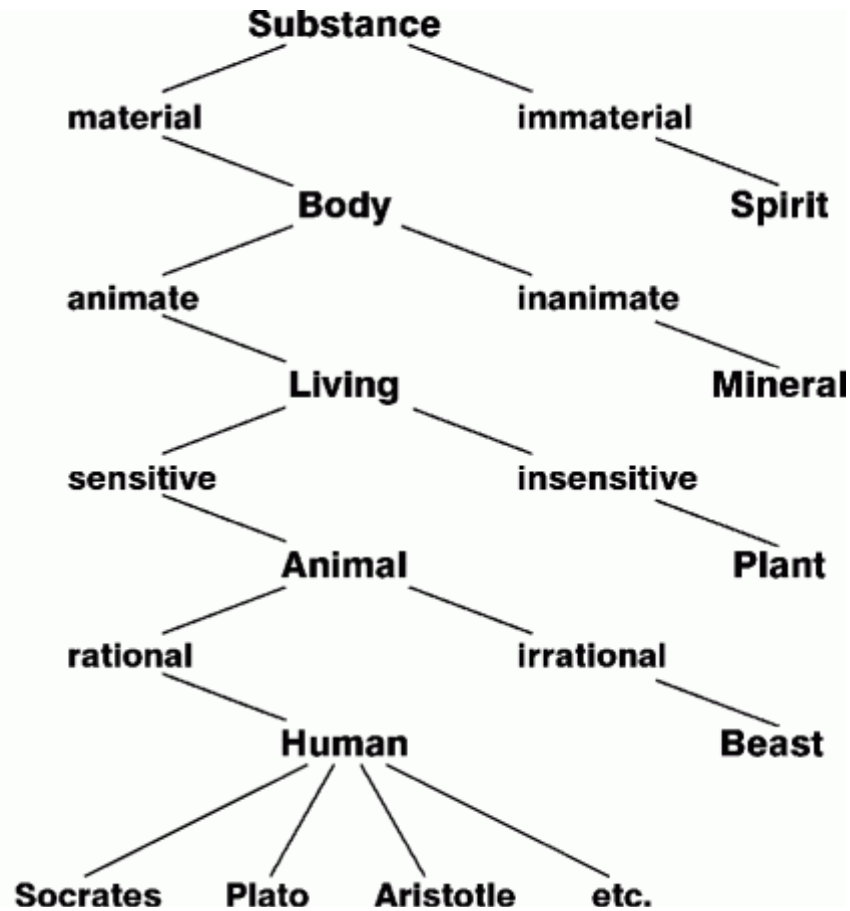 Substance
material immaterial
Body Spirit
animate inanimate
Living Mineral
sensitive insensitive
Animal Plant
rational irrational
Human Beast
Socrates Plato Aristotle etc.